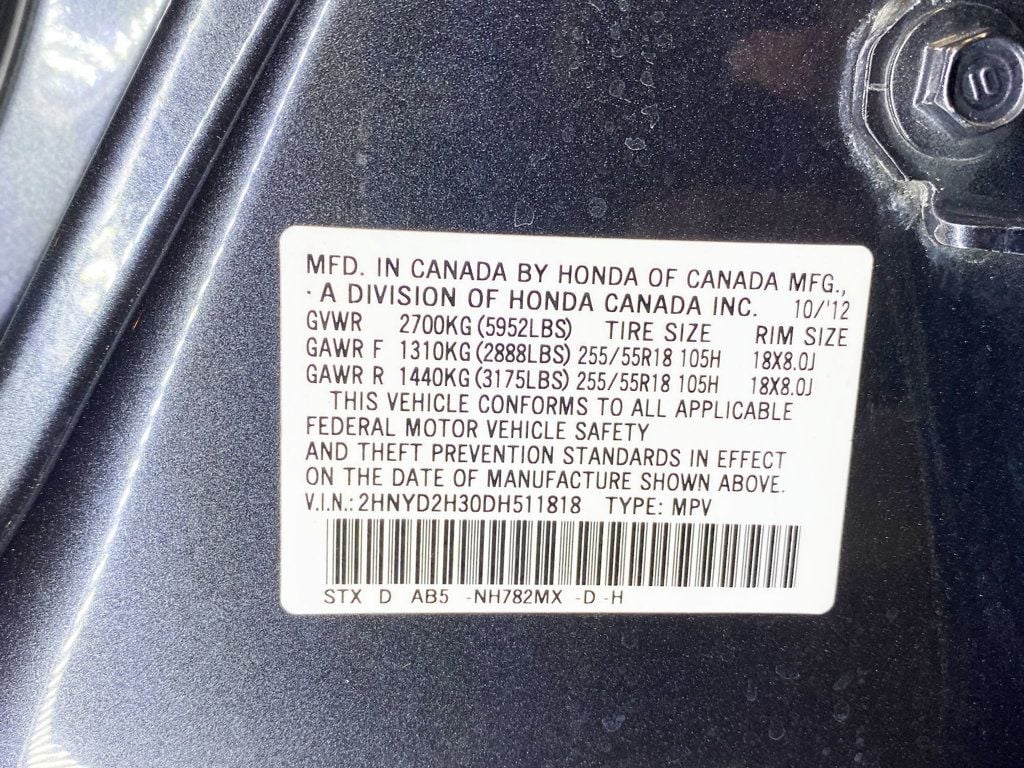 10
MFD. IN CANADA BY HONDA OF CANADA MFG.,
· A DIVISION OF HONDA CANADA INC. 10/'12
GVWR 2700KG (5952LBS) TIRE SIZE RIM SIZE
GAWR F 1310KG (2888LBS) 255/55R18 105H 18X8.0J
GAWR R 1440KG (3175LBS) 255/55R18 105H 18X8.0J
THIS VEHICLE CONFORMS TO ALL APPLICABLE
FEDERAL MOTOR VEHICLE SAFETY
AND THEFT PREVENTION STANDARDS IN EFFECT
ON THE DATE OF MANUFACTURE SHOWN ABOVE.
V.I.N.: 2HNYD2H30DH511818 TYPE: MPV
STX D AB5 -NH782MX -D -H